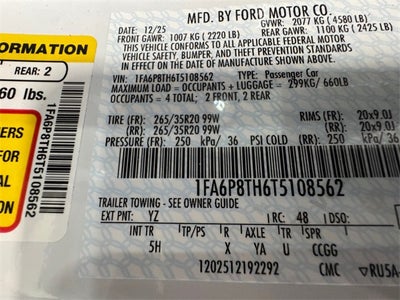 MFD. BY FORD MOTOR CO.
DATE: 12/25 GVWR: 2077 KG (4580 LB)
FRONT GAWR: 1007 KG (2220 LB) REAR GAWR: 1100 KG (2425 LB)
THIS VEHICLE CONFORMS TO ALL APPLICABLE FEDERAL MOTOR
VEHICLE SAFETY, BUMPER, AND THEFT PREVENTION STANDARDS
IN EFFECT ON THE DATE OF MANUFACTURE SHOWN ABOVE.
VIN: 1FA6P8TH6T5108562 TYPE: Passenger Car
MAXIMUM LOAD = OCCUPANTS + LUGGAGE = 299KG/ 660LB
OCCUPANTS = 4 TOTAL: 2 FRONT, 2 REAR
TIRE (FR): 265/35R20 99W RIMS (FR): 20x9.0J
(RR): 265/35R20 99W (RR): 20x9.0J
PRESSURE (FR) 250 kPa/ 36 PSI COLD (RR) 250 kPa/ 36
1FA6P8TH6T5108562
TRAILER TOWING - SEE OWNER GUIDE
EXT PNT: YZ RC: 48 DSO:
INT TR TP/PS R AXLE TR SPR
5H X YA U CCGG
1202512192292 CMC
RU5A-
FORMATION
REAR: 2
60 lbs.
1FA6P8TH6T5108562
ERS
FOR
AL
ION